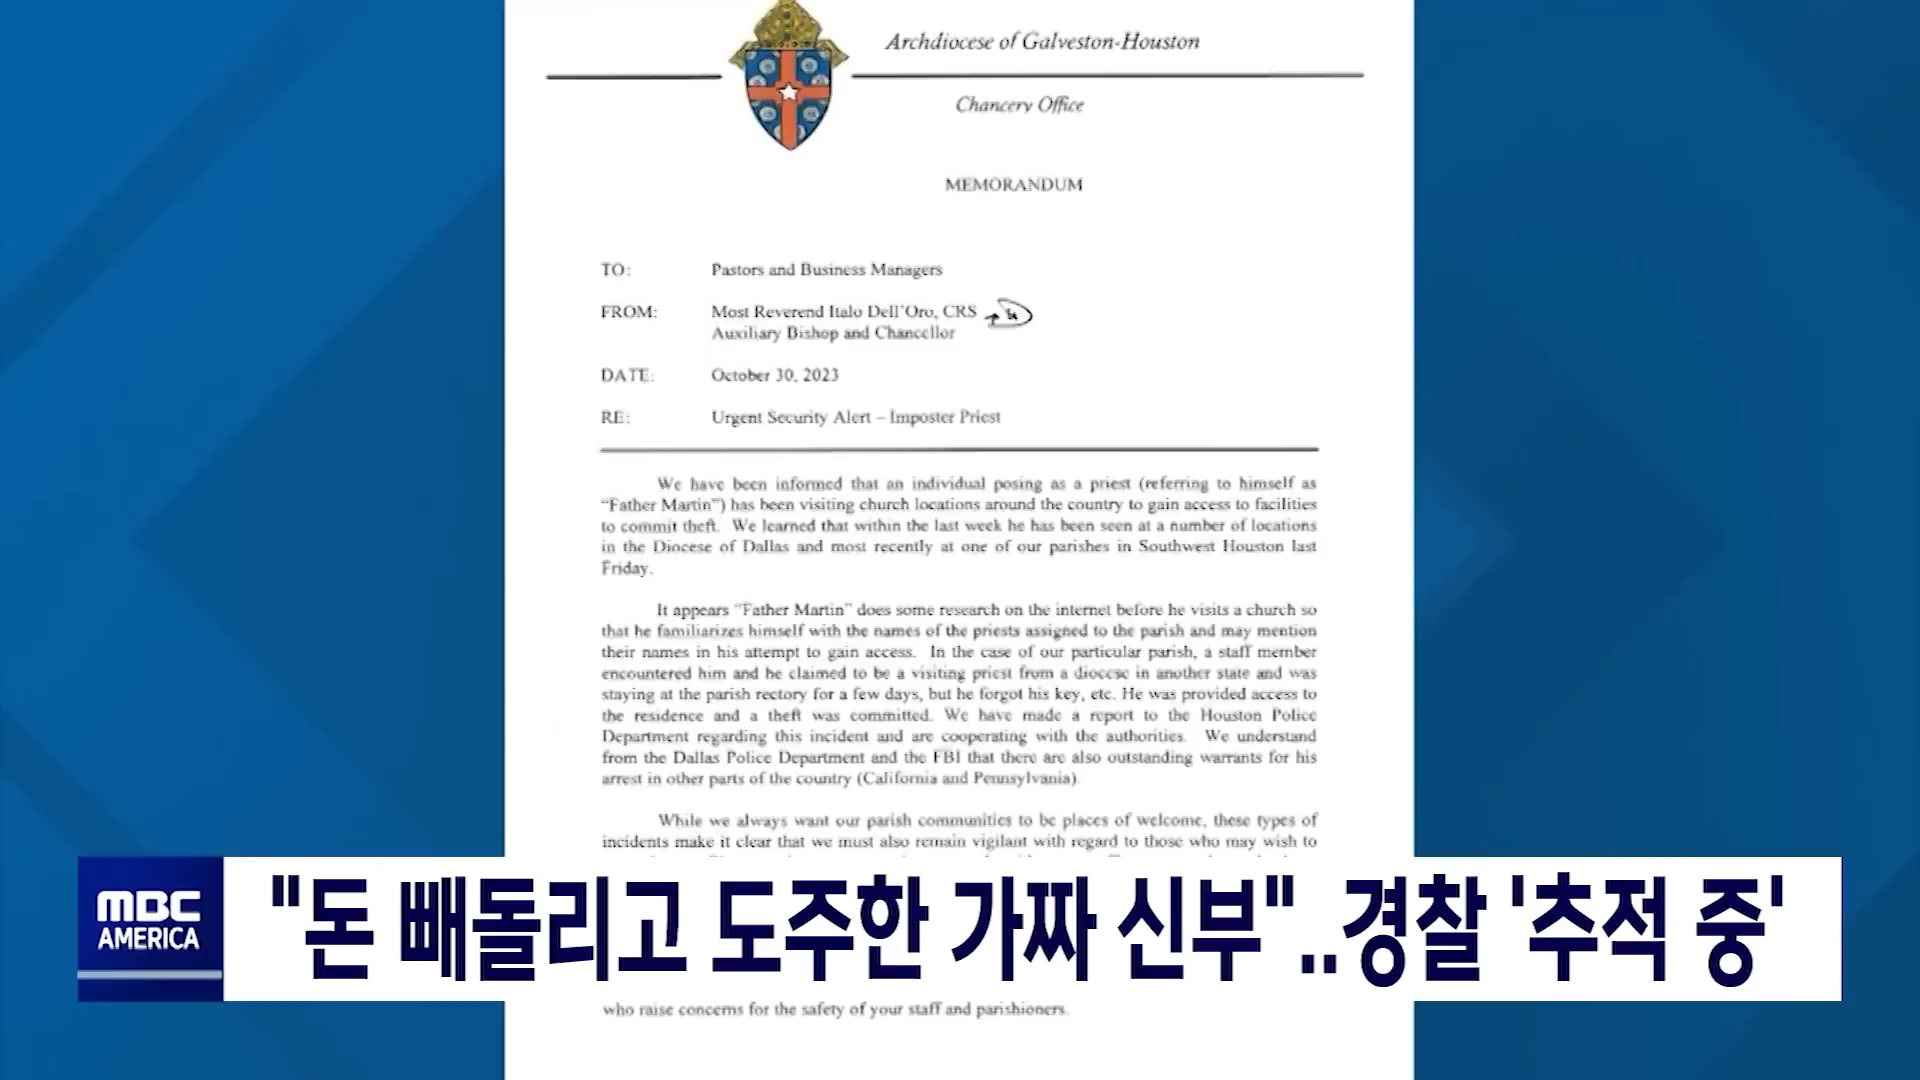 Archdiocese of Galveston-Houston
Chancery Office
MEMORANDUM
TO: Pastors and Business Managers
FROM: Most Reverend Italo Dell'Oro, CRS
Auxiliary Bishop and Chancellor
DATE: October 30, 2023
RE: Urgent Security Alert – Imposter Priest
We have been informed that an individual posing as a priest (referring to himself as
“Father Martin”) has been visiting church locations around the country to gain access to facilities
to commit theft. We learned that within the last week he has been seen at a number of locations
in the Diocese of Dallas and most recently at one of our parishes in Southwest Houston last
Friday.
It appears “Father Martin” does some research on the internet before he visits a church so
that he familiarizes himself with the names of the priests assigned to the parish and may mention
their names in his attempt to gain access. In the case of our particular parish, a staff member
encountered him and he claimed to be a visiting priest from a diocese in another state and was
staying at the parish rectory for a few days, but he forgot his key, etc. He was provided access to
the residence and a theft was committed. We have made a report to the Houston Police
Department regarding this incident and are cooperating with the authorities. We understand
from the Dallas Police Department and the FBI that there are also outstanding warrants for his
arrest in other parts of the country (California and Pennsylvania).
While we always want our parish communities to be places of welcome, these types of
incidents make it clear that we must also remain vigilant with regard to those who may wish to
MBC
AMERICA
"돈 빼돌리고 도주한 가짜 신부"..경찰 '추적 중'
who raise concerns for the safety of your staff and parishioners.